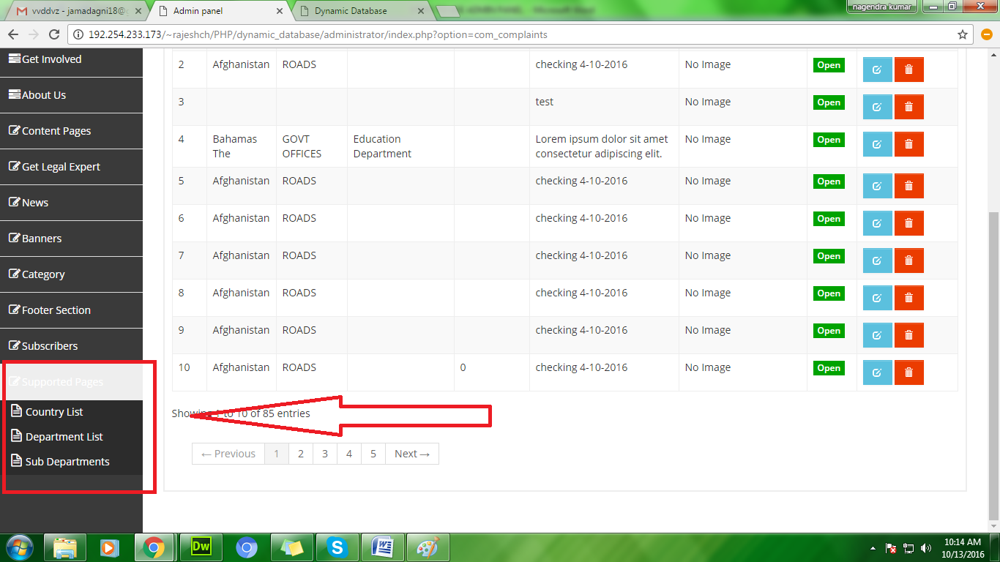 vvddvz - jamadagni18@g
Admin panel
Dynamic Database
nagendra kumar
192.254.233.173/~rajeshch/PHP/dynamic_database/administrator/index.php?option=com_complaints
Get Involved
About Us
Content Pages
Get Legal Expert
News
Banners
Category
Footer Section
Subscribers
Supported Pages
Country List
Department List
Sub Departments
2 Afghanistan ROADS checking 4-10-2016 No Image Open
3 test No Image Open
4 Bahamas GOVT Education Lorem ipsum dolor sit amet No Image Open
The OFFICES Department consectetur adipiscing elit.
5 Afghanistan ROADS checking 4-10-2016 No Image Open
6 Afghanistan ROADS checking 4-10-2016 No Image Open
7 Afghanistan ROADS checking 4-10-2016 No Image Open
8 Afghanistan ROADS checking 4-10-2016 No Image Open
9 Afghanistan ROADS checking 4-10-2016 No Image Open
10 Afghanistan ROADS 0 checking 4-10-2016 No Image Open
Showing 1 to 10 of 85 entries
← Previous 1 2 3 4 5 Next →
Dw
10:14 AM
10/13/2016